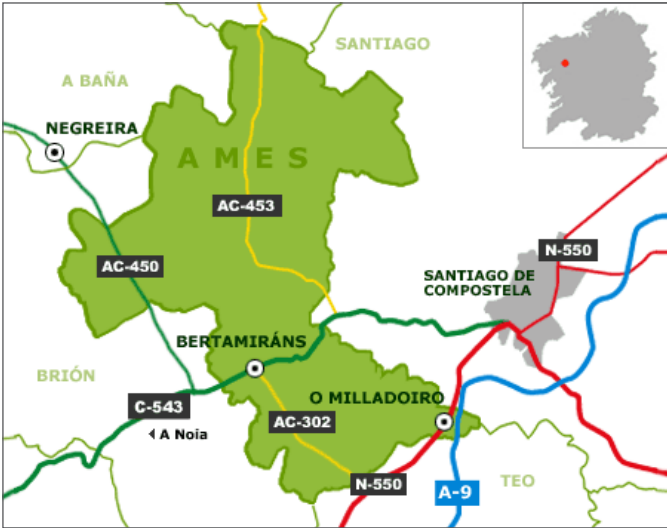 SANTIAGO
A BAÑA
NEGREIRA
AMES
AC-453
N-550
AC-450
SANTIAGO DE
COMPOSTELA
BERTAMIRÁNS
BRIÓN
O MILLADOIRO
C-543
AC-302
A Noia
N-550
A-9
TEO